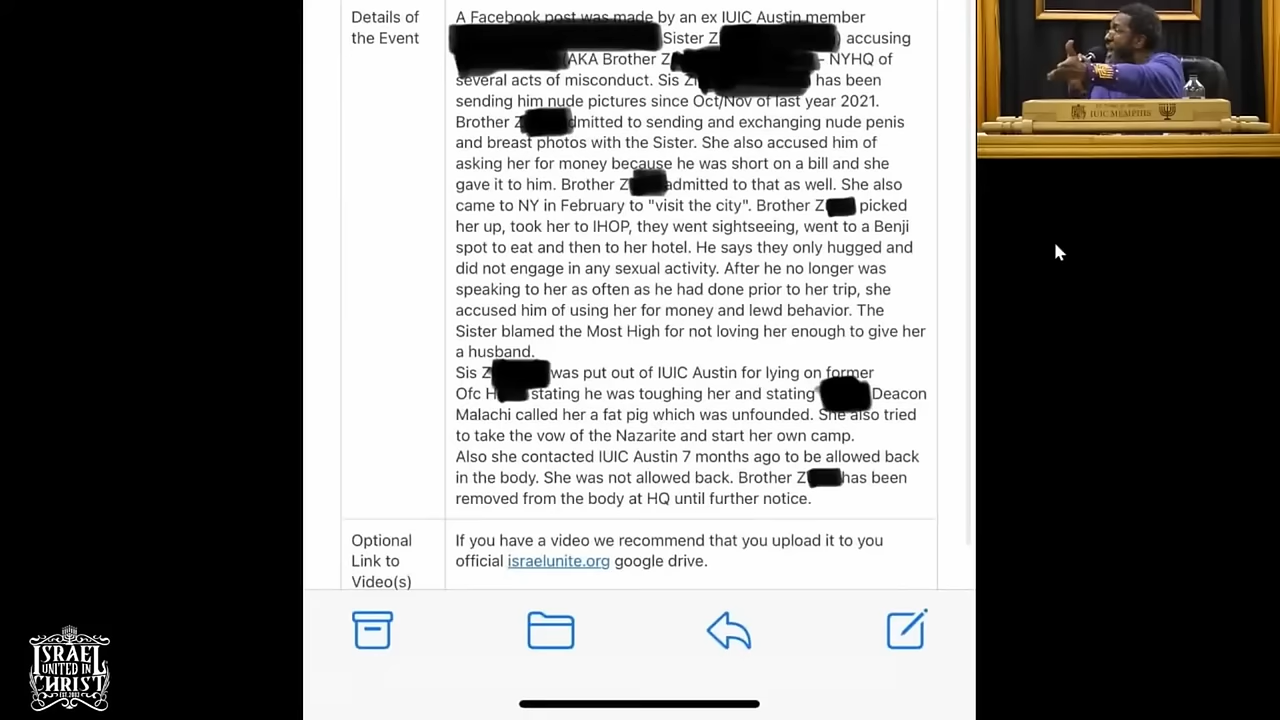 Details of
the Event
A Facebook post was made by an ex IUIC Austin member
Sister Z ) accusing
(AKA Brother Z - NYHQ of
several acts of misconduct. Sis Z has been
sending him nude pictures since Oct/Nov of last year 2021.
Brother Z dmitted to sending and exchanging nude penis
and breast photos with the Sister. She also accused him of
asking her for money because he was short on a bill and she
gave it to him. Brother Z admitted to that as well. She also
came to NY in February to "visit the city". Brother Z picked
her up, took her to IHOP, they went sightseeing, went to a Benji
spot to eat and then to her hotel. He says they only hugged and
did not engage in any sexual activity. After he no longer was
speaking to her as often as he had done prior to her trip, she
accused him of using her for money and lewd behavior. The
Sister blamed the Most High for not loving her enough to give her
a husband.
Sis Z was put out of IUIC Austin for lying on former
Ofc H stating he was toughing her and stating Deacon
Malachi called her a fat pig which was unfounded. She also tried
to take the vow of the Nazarite and start her own camp.
Also she contacted IUIC Austin 7 months ago to be allowed back
in the body. She was not allowed back. Brother Z has been
removed from the body at HQ until further notice.
Optional
Link to
Video(s)
If you have a video we recommend that you upload it to you
official israelunite.org google drive.
IUIC MEMPHIS
ISRAEL
UNITED IN
CHRIST
EST. 2003